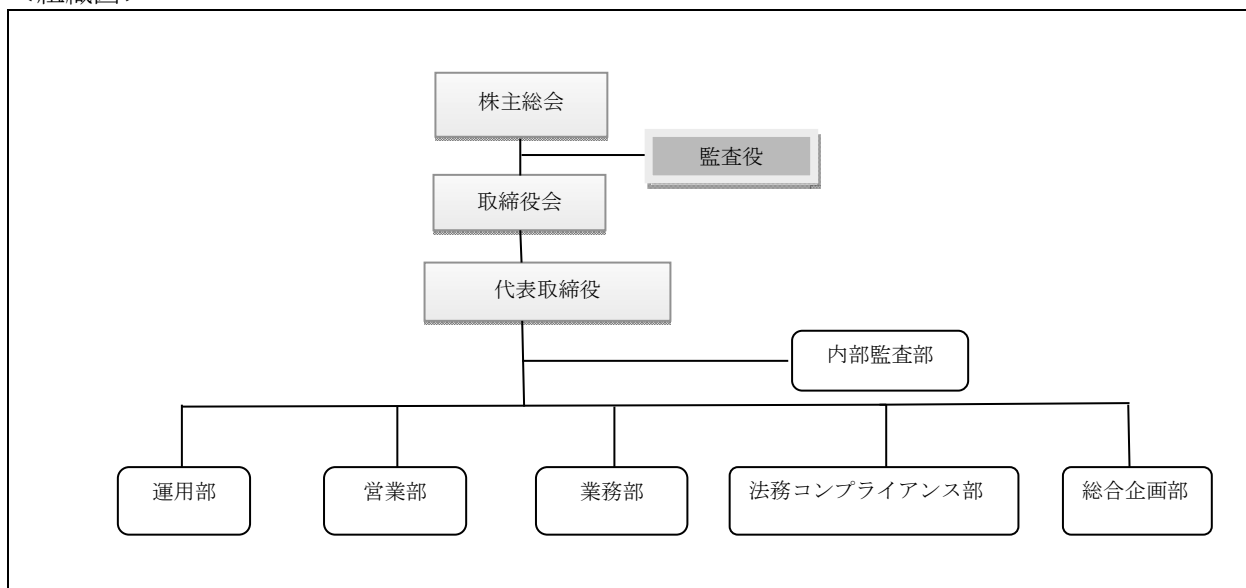 株主総会
監査役
取締役会
代表取締役
内部監査部
運用部
営業部
業務部
法務コンプライアンス部
総合企画部